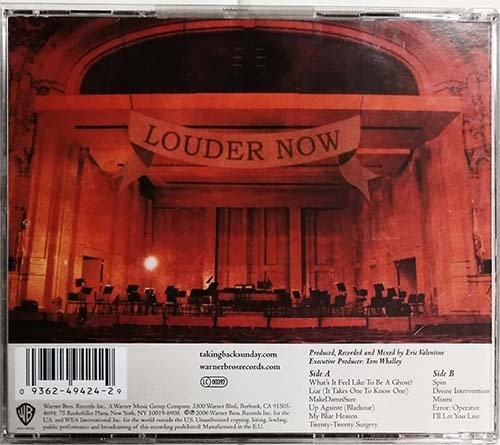 LOUDER NOW
takingbacksunday.com
warnerbrosrecords.com
LC 00392
Produced, Recorded and Mixed by Eric Valentine
Executive Producer: Tom Whalley
Side A
What's It Feel Like To Be A Ghost?
Liar (It Takes One To Know One)
MakeDamnSure
Up Against (Blackout)
My Blue Heaven
Twenty-Twenty Surgery
Side B
Spin
Divine Intervention
Miami
Error: Operator
I'll Let You Live
0 9362-49424-2 9
Warner Bros. Records Inc., A Warner Music Group Company. 3300 Warner Blvd., Burbank, CA 91505-
4694; 75 Rockefeller Plaza, New York, NY 10019-6908. ℗©2006 Warner Bros. Records Inc. for the
U.S. and WEA International Inc. for the world outside the U.S. Unauthorized copying, hiring, lending,
public performance and broadcasting of this recording prohibited. Manufactured in the E.U.